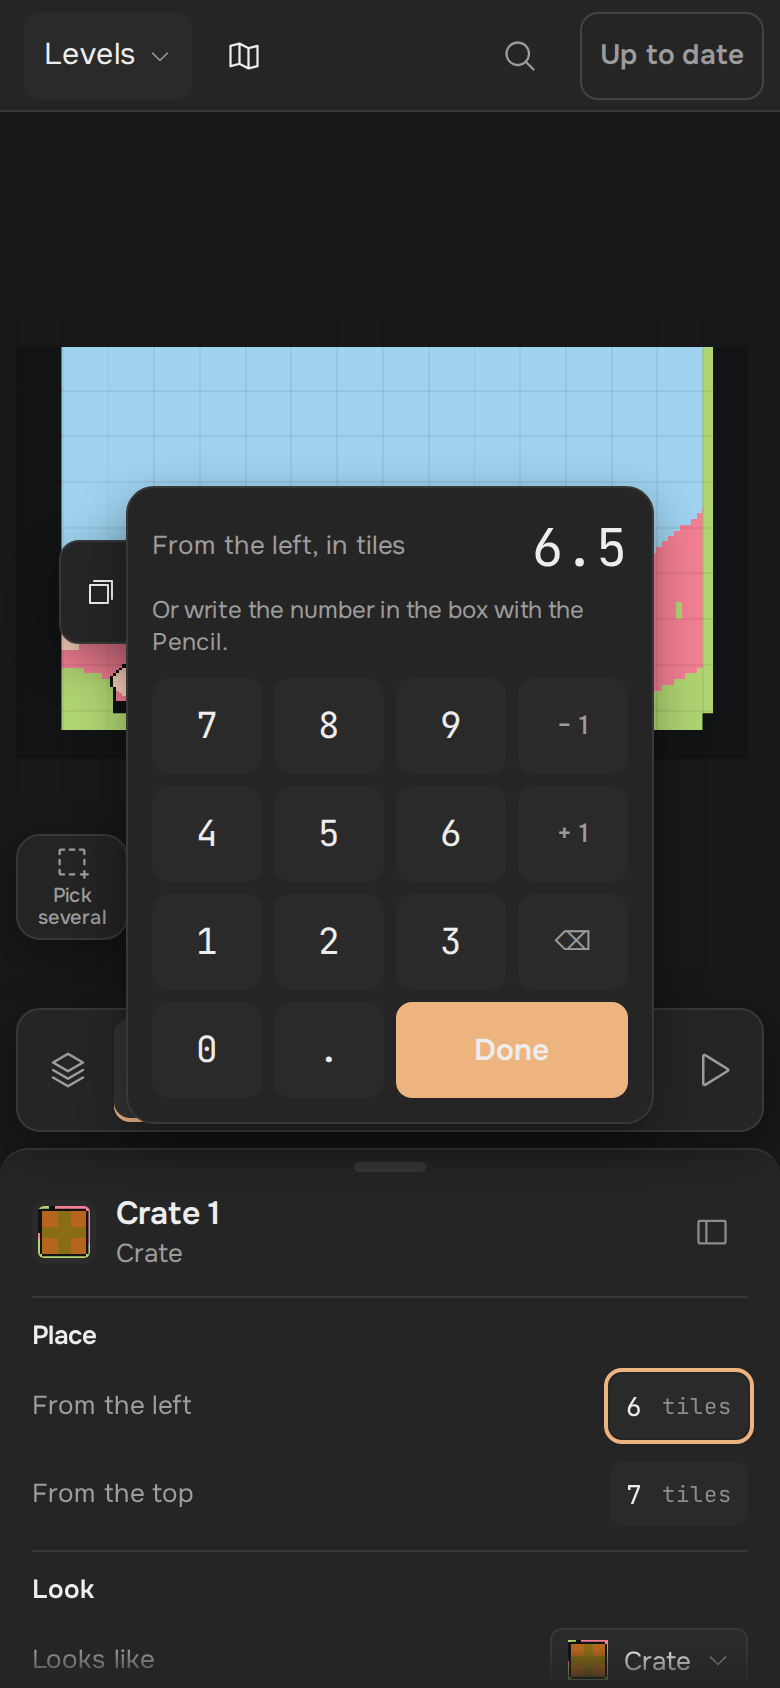 Levels
Up to date
From the left, in tiles
6.5
Or write the number in the box with the
Pencil.
7 8 9 − 1
4 5 6 + 1
1 2 3 ⌫
0 . Done
Pick
several
Crate 1
Crate
Place
From the left
6 tiles
From the top
7 tiles
Look
Looks like
Crate